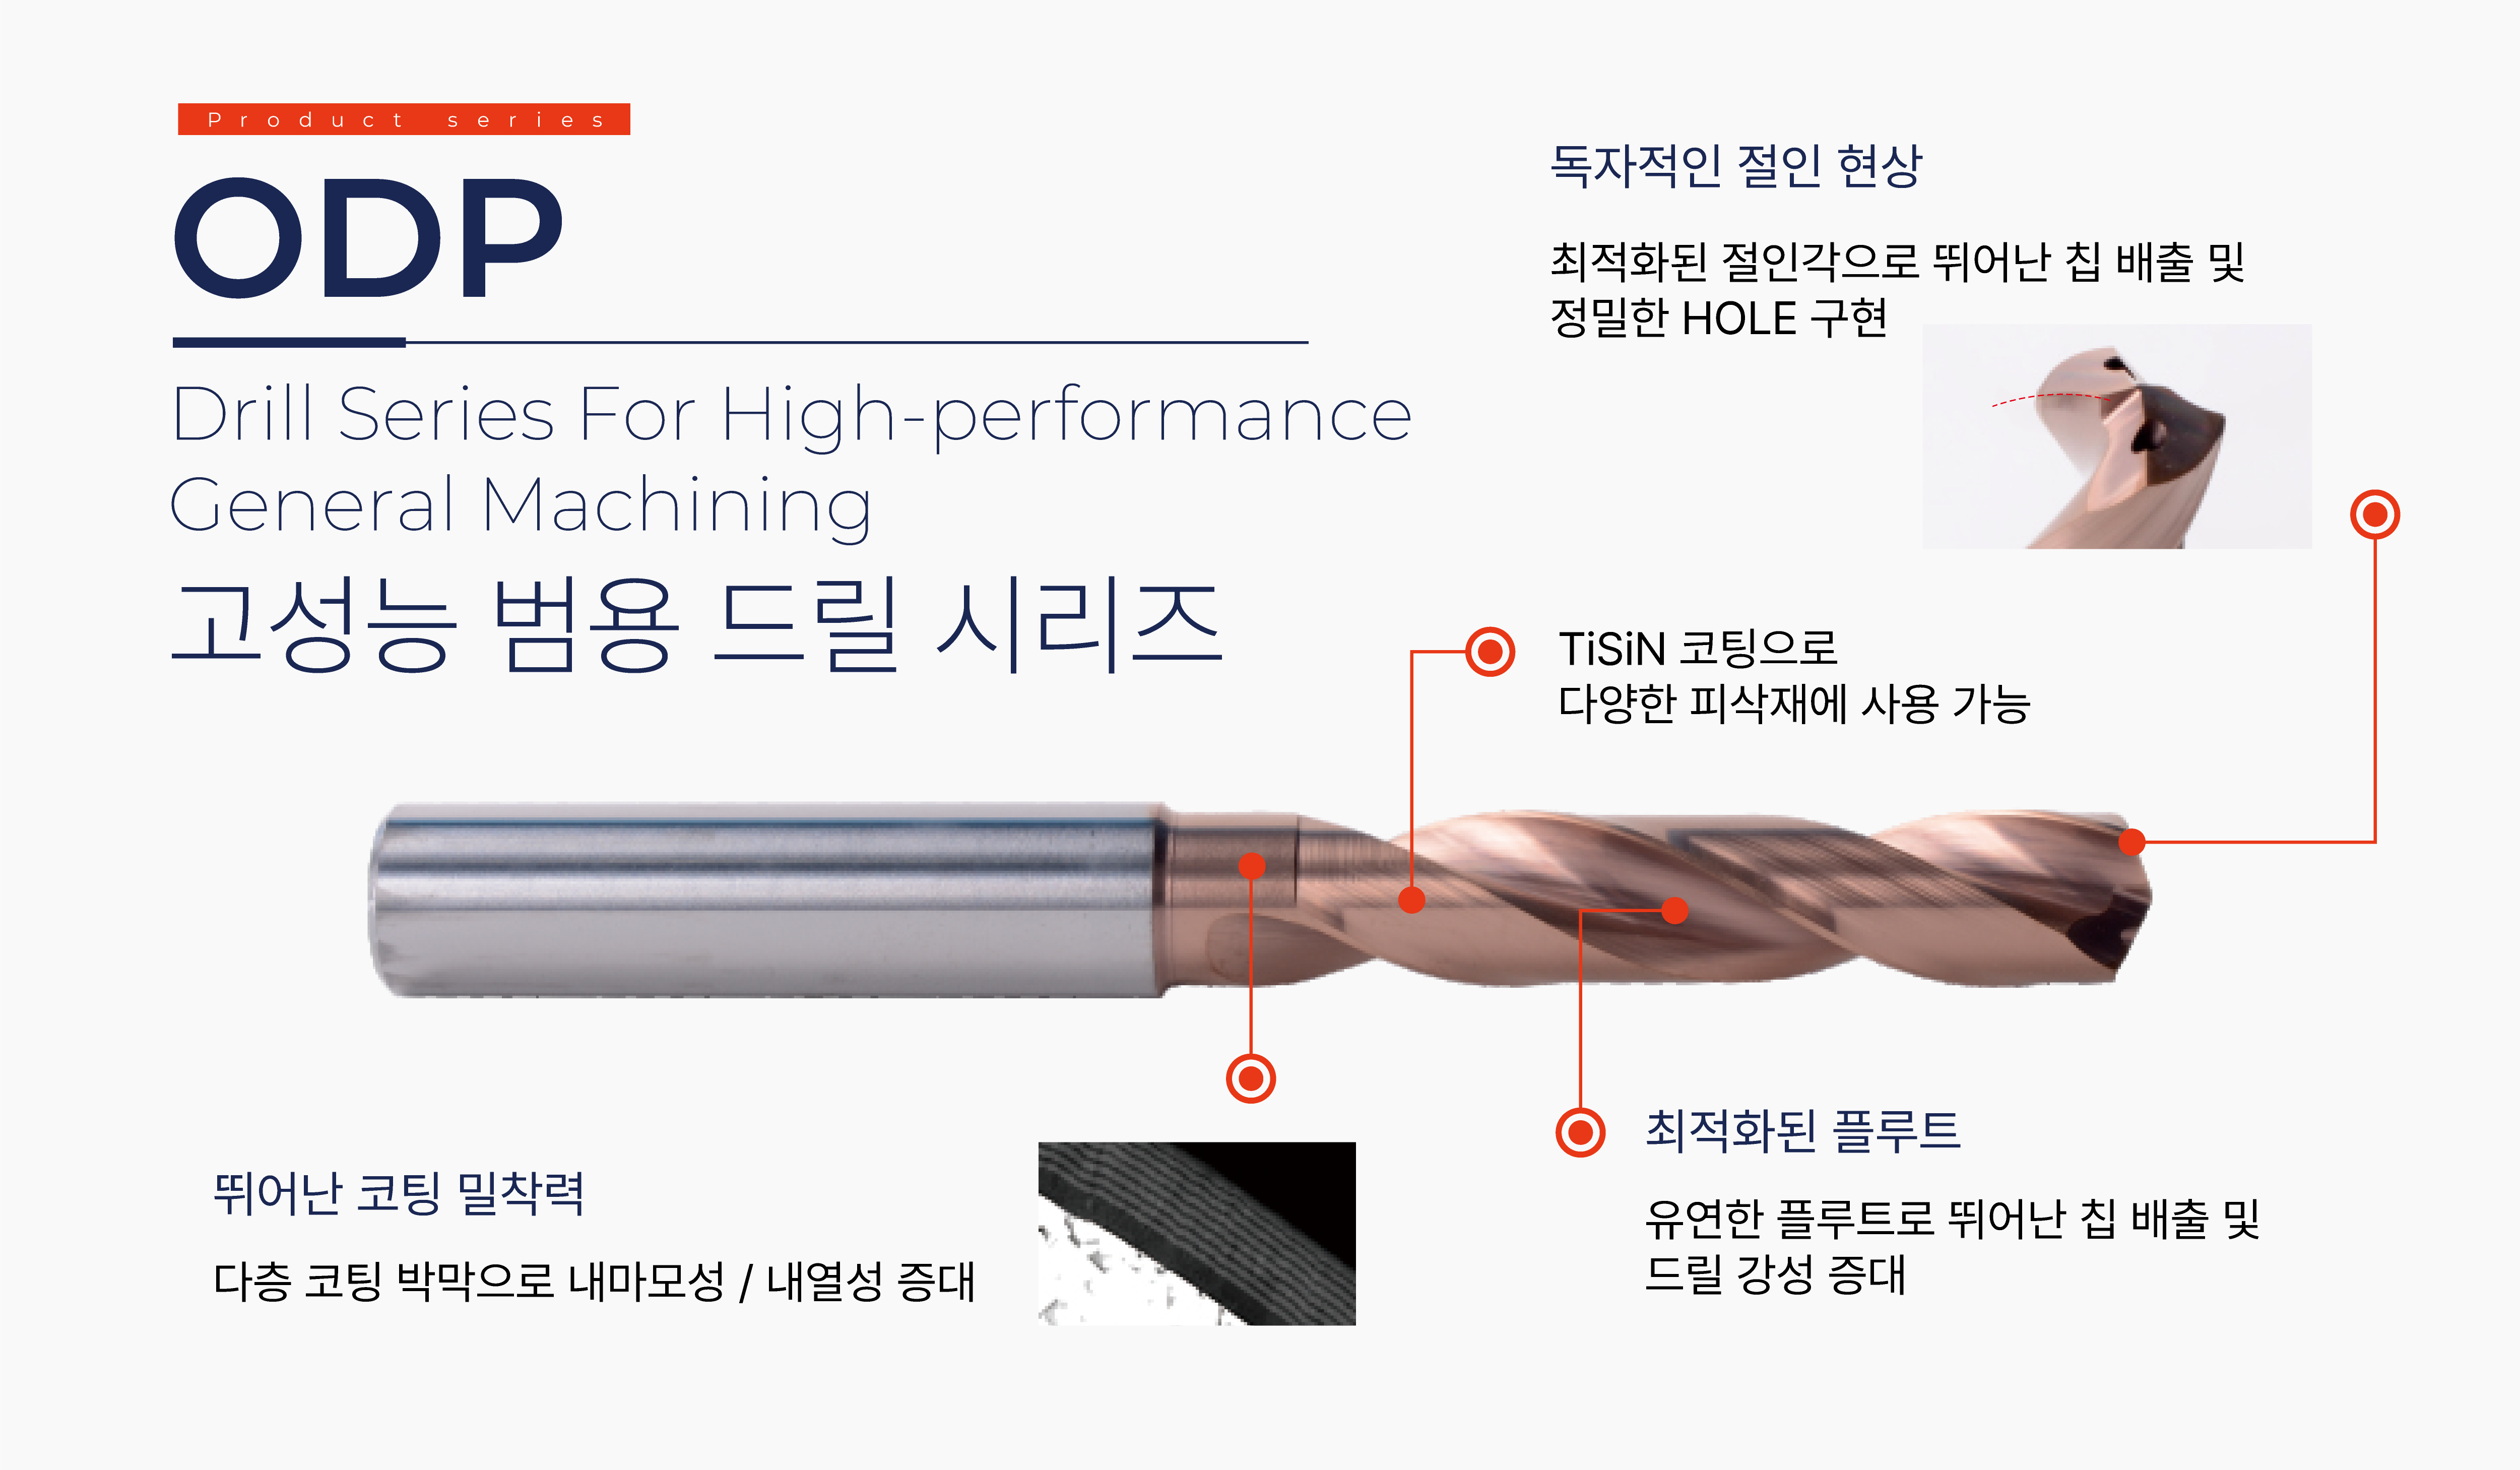 Product series
ODP
Drill Series For High-performance
General Machining
고성능 범용 드릴 시리즈
독자적인 절인 현상
최적화된 절인각으로 뛰어난 칩 배출 및
정밀한 HOLE 구현
TiSiN 코팅으로
다양한 피삭재에 사용 가능
뛰어난 코팅 밀착력
다층 코팅 박막으로 내마모성 / 내열성 증대
최적화된 플루트
유연한 플루트로 뛰어난 칩 배출 및
드릴 강성 증대